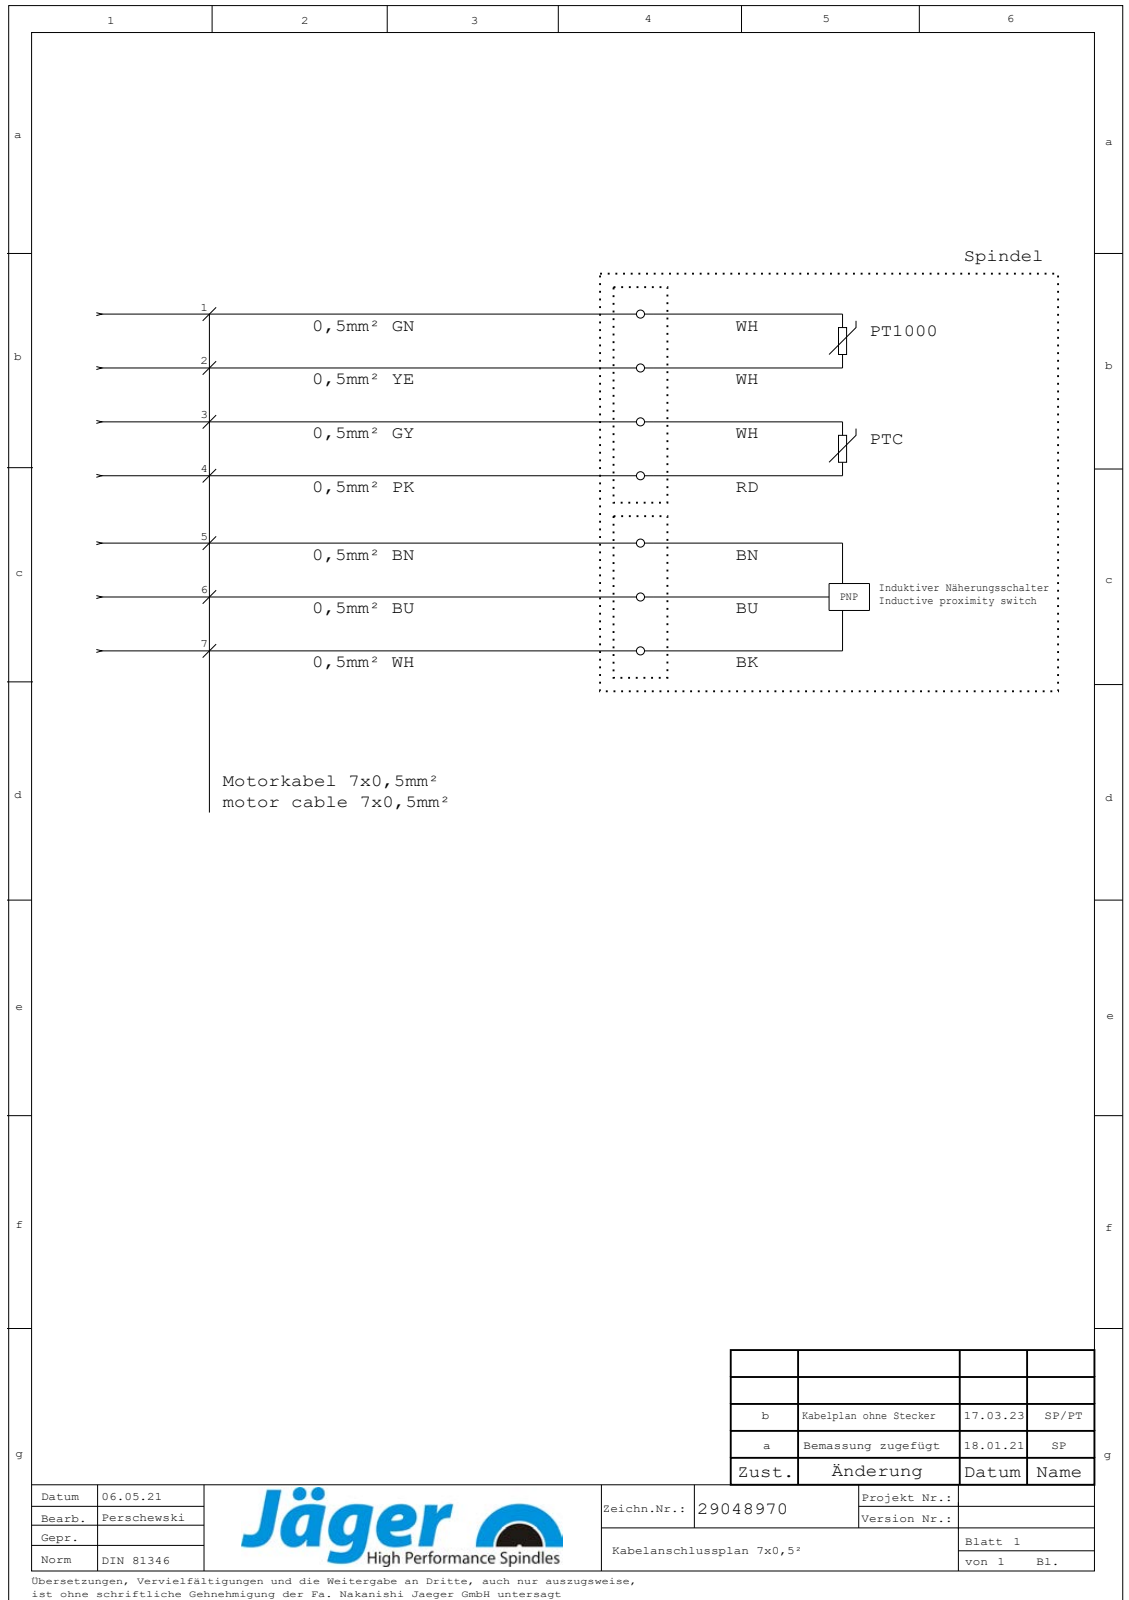 1 2 3 4 5 6
a a
Spindel
1
0,5mm² GN WH
PT1000
b b
2
0,5mm² YE WH
3
0,5mm² GY WH
PTC
4
0,5mm² PK RD
5
0,5mm² BN BN
c c
PNP
Induktiver Näherungsschalter
Inductive proximity switch
6
0,5mm² BU BU
7
0,5mm² WH BK
Motorkabel 7x0,5mm²
motor cable 7x0,5mm²
d d
e e
f f
g g
b Kabelplan ohne Stecker 17.03.23 SP/PT
a Bemassung zugefügt 18.01.21 SP
Zust. Änderung Datum Name
Datum 06.05.21
Bearb. Perschewski
Gepr.
Norm DIN 81346
Jäger
High Performance Spindles
Zeichn.Nr.: 29048970
Projekt Nr.:
Version Nr.:
Kabelanschlussplan 7x0,5²
Blatt 1
von 1 Bl.
Übersetzungen, Vervielfältigungen und die Weitergabe an Dritte, auch nur auszugsweise,
ist ohne schriftliche Gehnehmigung der Fa. Nakanishi Jaeger GmbH untersagt